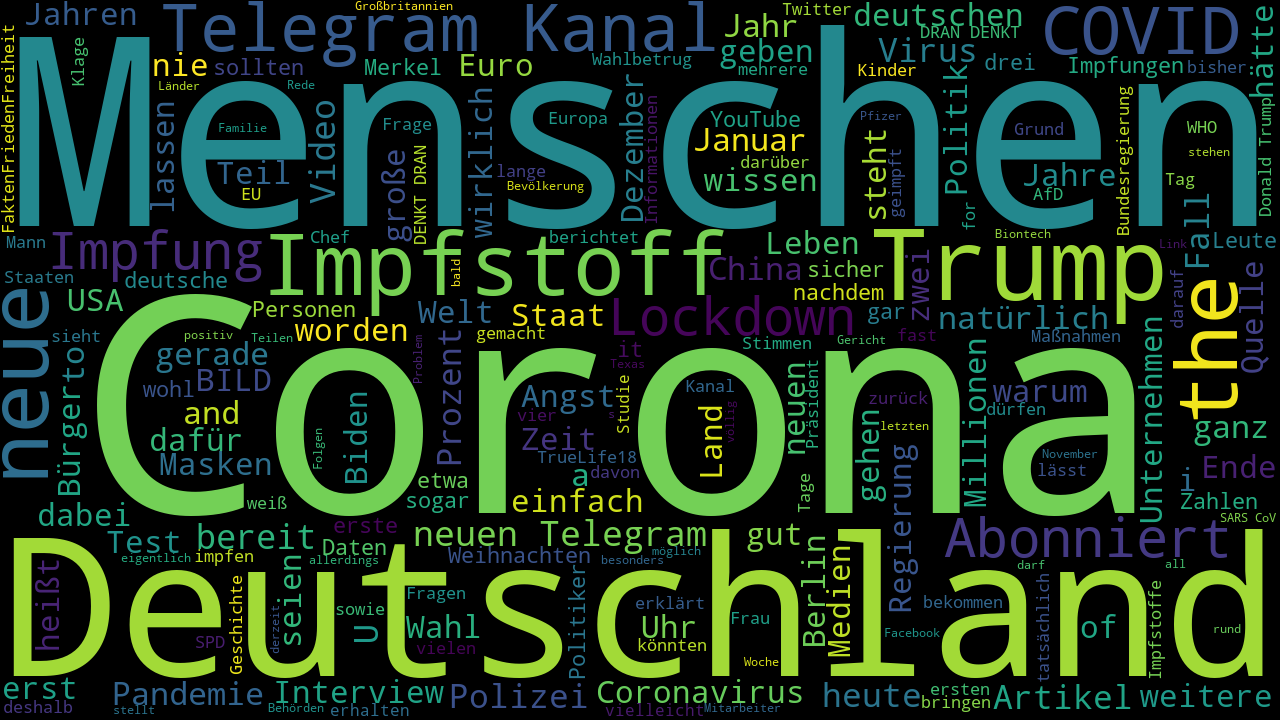 Großbritannien
Jahren
Telegram Kanal
Twitter
deutschen
COVID
hätte
Jahr
DRAN DENKT
FaktenFriedenFreiheit
Klage
nie
sollten
Merkel
Euro
Wahlbetrug
geben
mehrere
Virus
Kinder
drei
Impfungen
bisher
Menschen
Länder
Rede
lassen
Familie
Teil
EU
Video
Frage
große
DENKT DRAN
wirklich
lange
Europa
Bevölkerung
Dezember
Informationen
YouTube
Januar
darüber
wissen
Pfizer
steht
geimpft
Politik
for
Grund
Jahre
AfD
Bundesregierung
WHO
stehen
Tag
Fall
Donald Trump
Mann
Impfung
Chef
Impfstoff
bald
berichtet
Leben
China
sicher
nachdem
Trump
zwei
Biontech
Link
Leute
darauf
Quelle
Staaten
deutsche
neue
USA
Personen
Welt
Staat
Lockdown
gar
natürlich
the
sieht
positiv
Teilen
worden
gemacht
it
Texas
Stimmen
Gericht
fast
Maßnahmen
Corona
Bürgerto
gerade
wohl
BILD
and
dafür
Masken
Folgen
Biden
Problem
Prozent
Angst
vier
Studie
s
Zeit
TrueLife18
a
davon
Kanal
Land
völlig
neuen
Präsident
zurück
letzten
gehen
Millionen
warum
dürfen
November
lässt
Unternehmen
ganz
Ende
i
Zahlen
etwa
sogar
einfach
Tage
weiß
dabei
SARS CoV
Test
bereit
erste
neuen Telegram
gut
Berlin
Medien
Regierung
Abonniert
eigentlich
impfen
Daten
allerdings
Weihnachten
besonders
möglich
darf
all
Deutschland
heißt
SPD
Geschichte
derzeit
seien
sowie
US
Fragen
Wahl
vielen
Politiker
erklärt
Uhr
könnten
Frau
Woche
Facebook
bekommen
tatsächlich
of
Impfstoffe
rund
erst
deshalb
Pandemie
stellt
Interview
Behörden
erhalten
Polizei
Coronavirus
vielleicht
Mitarbeiter
heute
ersten
bringen
Artikel
weitere